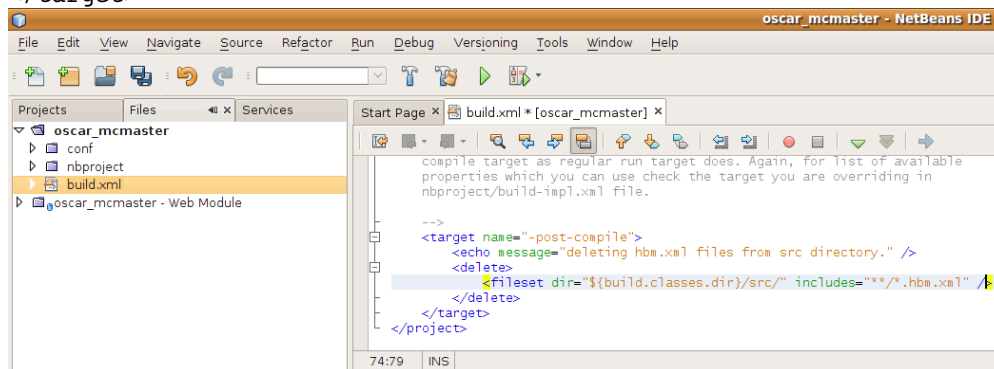 </target>
oscar_mcmaster - NetBeans IDE
File Edit View Navigate Source Refactor Run Debug Versioning Tools Window Help
Projects Files Services
Start Page build.xml * [oscar_mcmaster]
oscar_mcmaster
conf
nbproject
build.xml
oscar_mcmaster - Web Module
compile target as regular run target does. Again, for list of available
properties which you can use check the target you are overriding in
nbproject/build-impl.xml file.
-->
<target name="-post-compile">
<echo message="deleting hbm.xml files from src directory." />
<delete>
<fileset dir="${build.classes.dir}/src/" includes="**/*.hbm.xml" />
</delete>
</target>
</project>
74:79 INS